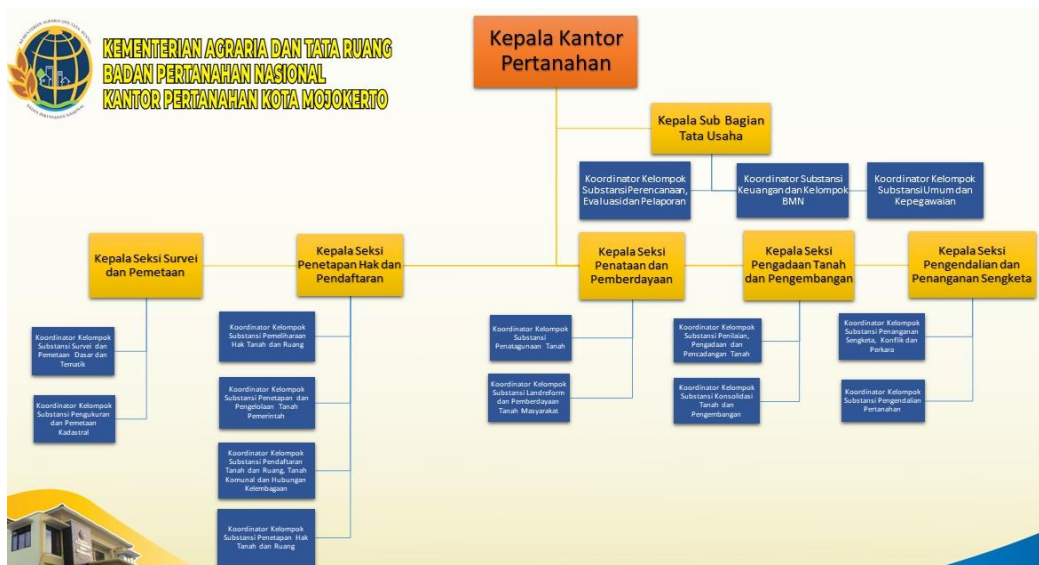 KEMENTERIAN AGRARIA DAN TATA RUANG
BADAN PERTANAHAN NASIONAL
KANTOR PERTANAHAN KOTA MOJOKERTO
Kepala Kantor
Pertanahan
Kepala Sub Bagian
Tata Usaha
Koordinator Kelompok
Substansi Perencanaan,
Evaluasi dan Pelaporan
Koordinator Substansi
Keuangan dan Kelompok
BMN
Koordinator Kelompok
Substansi Umum dan
Kepegawaian
Kepala Seksi Survei
dan Pemetaan
Kepala Seksi
Penetapan Hak dan
Pendaftaran
Kepala Seksi
Penataan dan
Pemberdayaan
Kepala Seksi
Pengadaan Tanah
dan Pengembangan
Kepala Seksi
Pengendalian dan
Penanganan Sengketa
Koordinator Kelompok
Substansi Survei dan
Pemetaan Dasar dan
Tematik
Koordinator Kelompok
Substansi Pengukuran
dan Pemetaan
Kadastral
Koordinator Kelompok
Substansi Pemeliharaan
Hak Tanah dan Ruang
Koordinator Kelompok
Substansi Penetapan dan
Pengelolaan Tanah
Pemerintah
Koordinator Kelompok
Substansi Pendaftaran
Tanah dan Ruang, Tanah
Komunal dan Hubungan
Kelembagaan
Koordinator Kelompok
Substansi Penetapan Hak
Tanah dan Ruang
Koordinator Kelompok
Substansi
Penatagunaan Tanah
Koordinator Kelompok
Substansi Landreform
dan Pemberdayaan
Tanah Masyarakat
Koordinator Kelompok
Substansi Penilaian,
Pengadaan dan
Pencadangan Tanah
Koordinator Kelompok
Substansi Konsolidasi
Tanah dan
Pengembangan
Koordinator Kelompok
Substansi Penanganan
Sengketa, Konflik dan
Perkara
Koordinator Kelompok
Substansi Pengendalian
Pertanahan